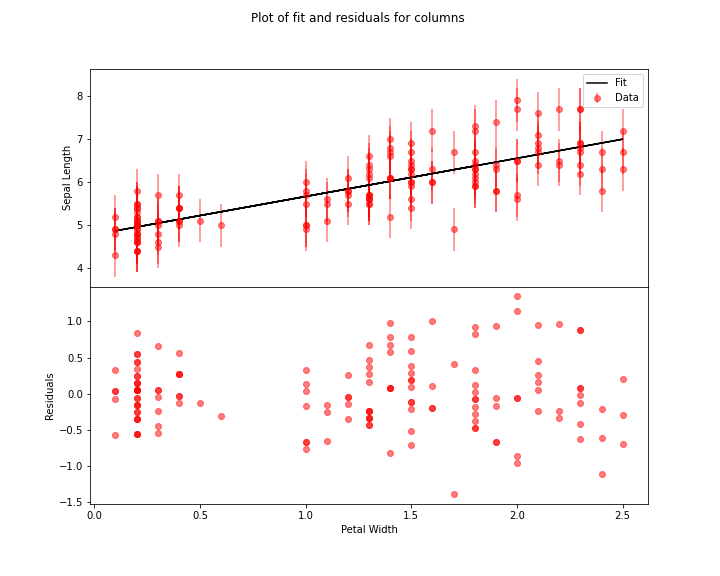 Plot of fit and residuals for columns
Fit
Data
8
7
6
5
4
Sepal Length
1.0
0.5
0.0
−0.5
−1.0
−1.5
Residuals
0.0 0.5 1.0 1.5 2.0 2.5
Petal Width